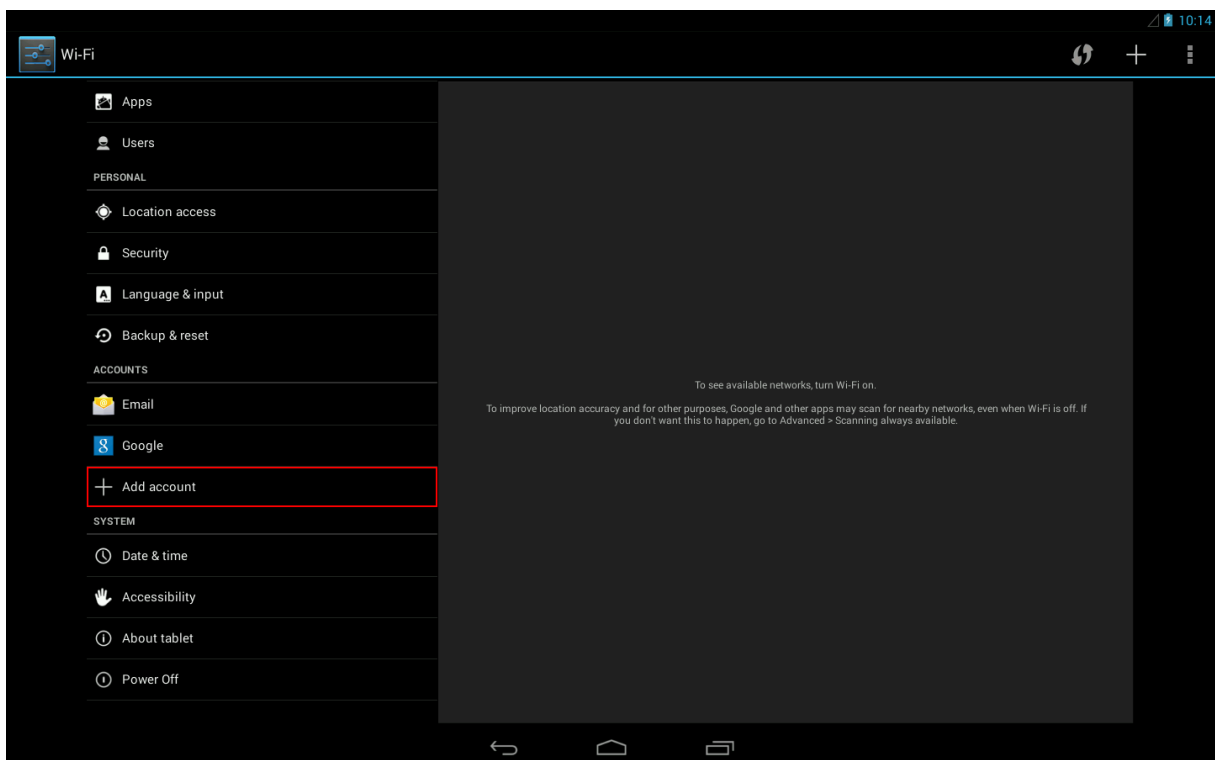 10:14
Wi-Fi
Apps
Users
PERSONAL
Location access
Security
Language & input
Backup & reset
ACCOUNTS
Email
Google
Add account
SYSTEM
Date & time
Accessibility
About tablet
Power Off
To see available networks, turn Wi-Fi on.
To improve location accuracy and for other purposes, Google and other apps may scan for nearby networks, even when Wi-Fi is off. If
you don't want this to happen, go to Advanced > Scanning always available.